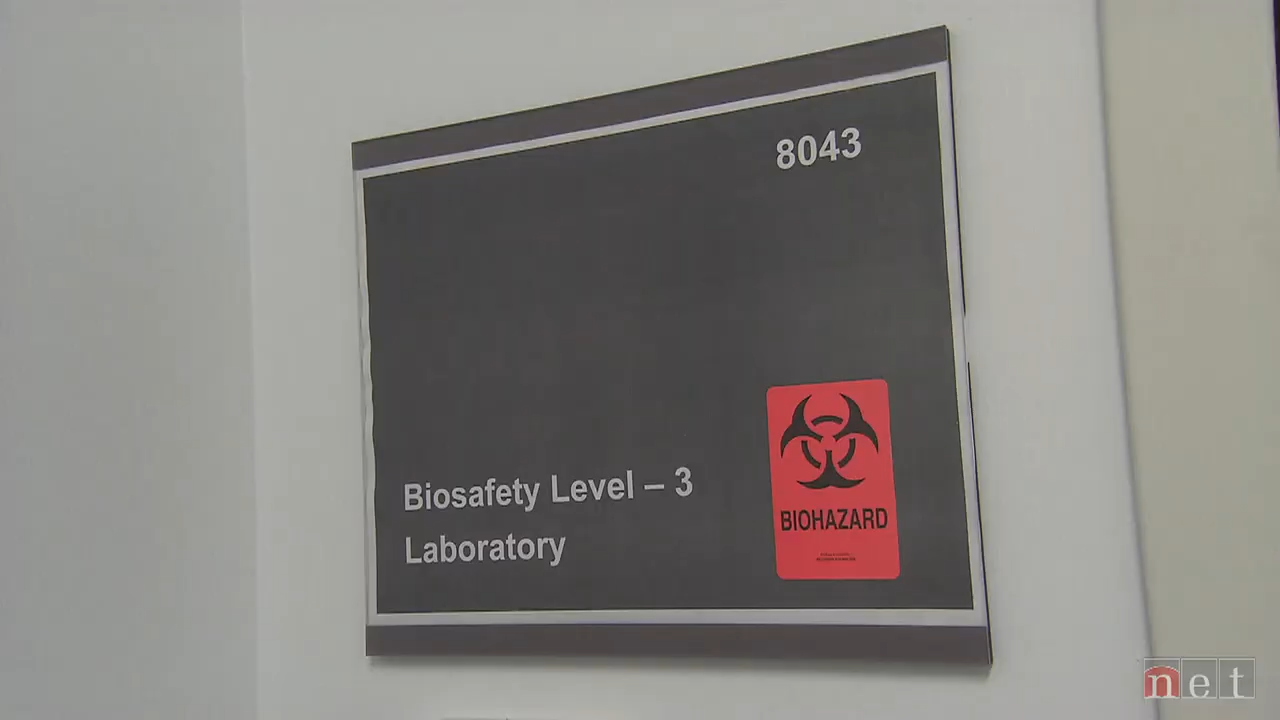 8043
Biosafety Level – 3
Laboratory
BIOHAZARD
net